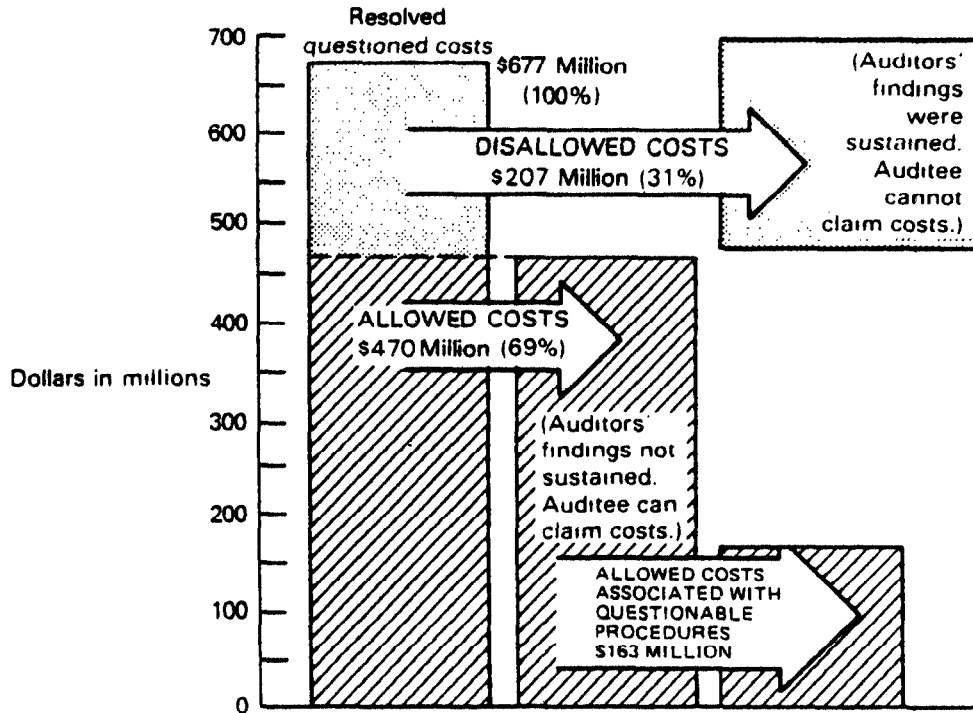 Resolved
questioned costs
$677 Million
(100%)
DISALLOWED COSTS
$207 Million (31%)
(Auditors'
findings
were
sustained.
Auditee
cannot
claim costs.)
ALLOWED COSTS
$470 Million (69%)
(Auditors'
findings not
sustained.
Auditee can
claim costs.)
ALLOWED COSTS
ASSOCIATED WITH
QUESTIONABLE
PROCEDURES
$163 MILLION
Dollars in millions
700
600
500
400
300
200
100
0